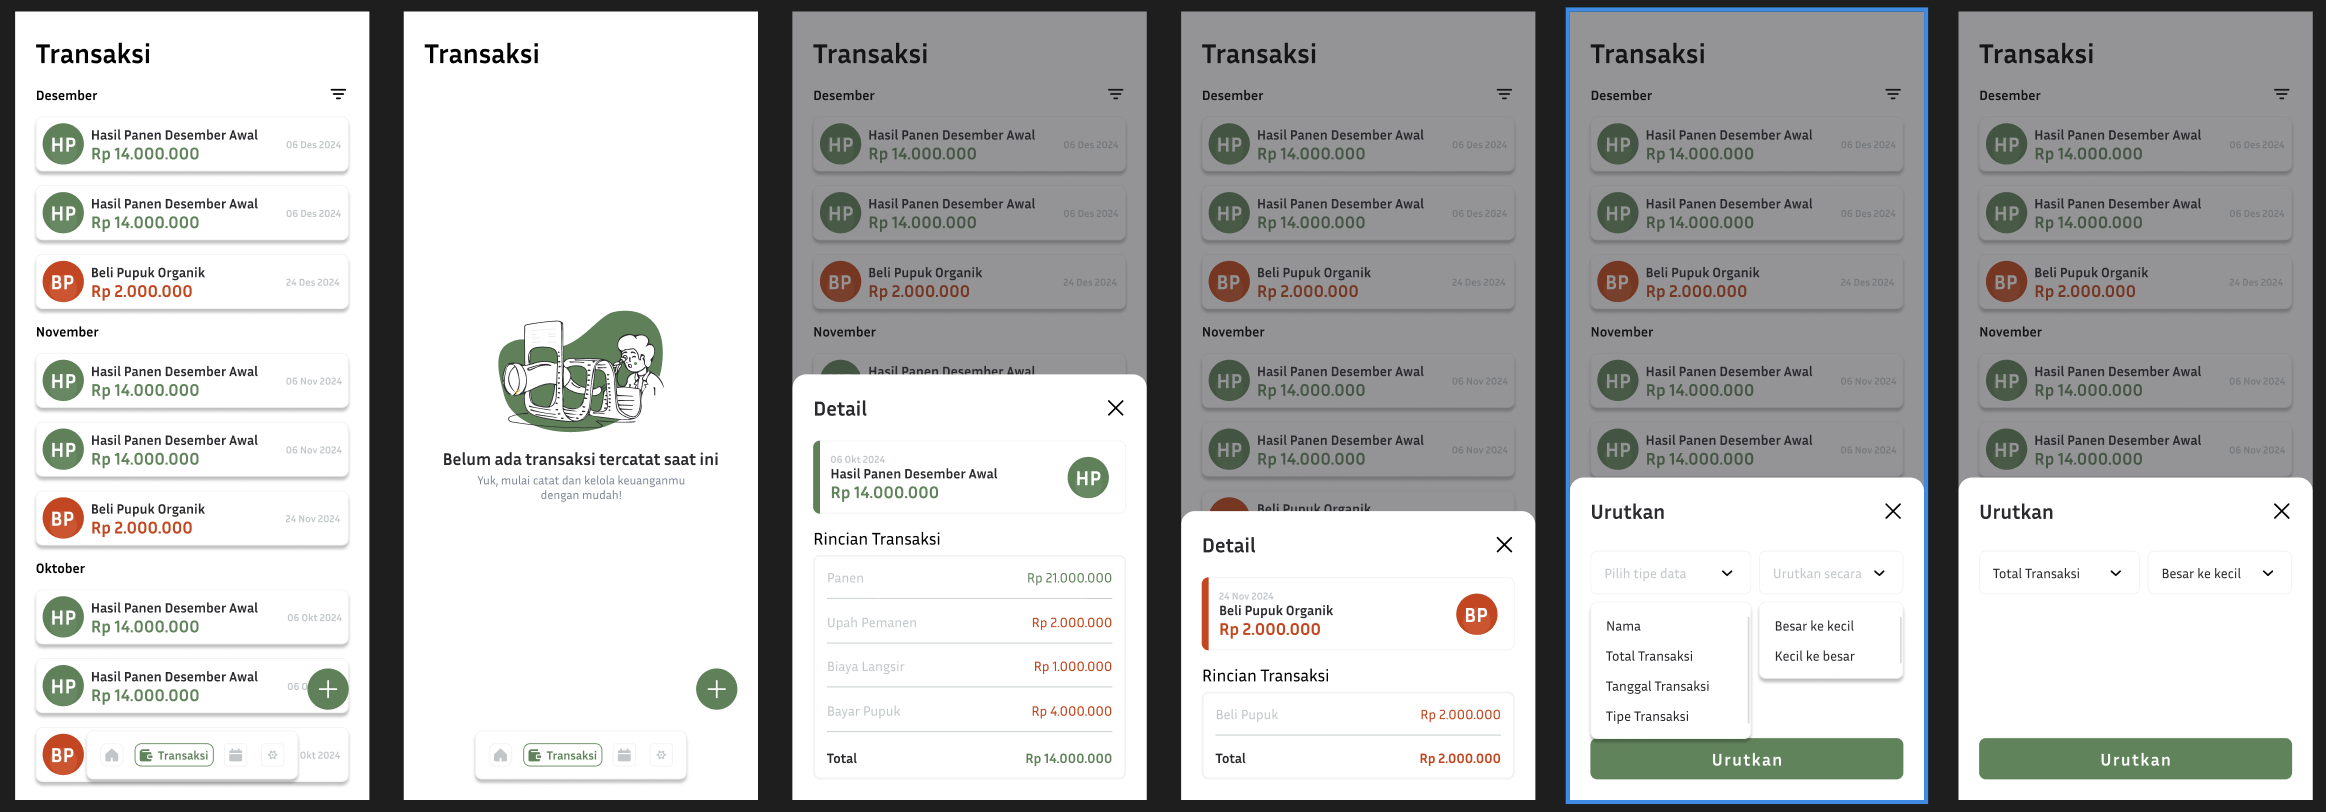 Transaksi
Desember
HP
Hasil Panen Desember Awal
Rp 14.000.000
06 Des 2024
HP
Hasil Panen Desember Awal
Rp 14.000.000
06 Des 2024
BP
Beli Pupuk Organik
Rp 2.000.000
24 Des 2024
November
HP
Hasil Panen Desember Awal
Rp 14.000.000
06 Nov 2024
HP
Hasil Panen Desember Awal
Rp 14.000.000
06 Nov 2024
BP
Beli Pupuk Organik
Rp 2.000.000
24 Nov 2024
Oktober
HP
Hasil Panen Desember Awal
Rp 14.000.000
06 Okt 2024
HP
Hasil Panen Desember Awal
Rp 14.000.000
06
BP
Okt 2024
Transaksi
Transaksi
Belum ada transaksi tercatat saat ini
Yuk, mulai catat dan kelola keuanganmu
dengan mudah!
Transaksi
Transaksi
Desember
HP
Hasil Panen Desember Awal
Rp 14.000.000
06 Des 2024
HP
Hasil Panen Desember Awal
Rp 14.000.000
06 Des 2024
BP
Beli Pupuk Organik
Rp 2.000.000
24 Des 2024
November
Hasil Panen Desember Awal
Detail
06 Okt 2024
Hasil Panen Desember Awal
Rp 14.000.000
HP
Rincian Transaksi
Panen Rp 21.000.000
Upah Pemanen Rp 2.000.000
Biaya Langsir Rp 1.000.000
Bayar Pupuk Rp 4.000.000
Total Rp 14.000.000
Transaksi
Desember
HP
Hasil Panen Desember Awal
Rp 14.000.000
06 Des 2024
HP
Hasil Panen Desember Awal
Rp 14.000.000
06 Des 2024
BP
Beli Pupuk Organik
Rp 2.000.000
24 Des 2024
November
HP
Hasil Panen Desember Awal
Rp 14.000.000
06 Nov 2024
HP
Hasil Panen Desember Awal
Rp 14.000.000
06 Nov 2024
Beli Pupuk Organik
Detail
24 Nov 2024
Beli Pupuk Organik
Rp 2.000.000
BP
Rincian Transaksi
Beli Pupuk Rp 2.000.000
Total Rp 2.000.000
Transaksi
Desember
HP
Hasil Panen Desember Awal
Rp 14.000.000
06 Des 2024
HP
Hasil Panen Desember Awal
Rp 14.000.000
06 Des 2024
BP
Beli Pupuk Organik
Rp 2.000.000
24 Des 2024
November
HP
Hasil Panen Desember Awal
Rp 14.000.000
06 Nov 2024
HP
Hasil Panen Desember Awal
Rp 14.000.000
06 Nov 2024
Urutkan
Pilih tipe data
Urutkan secara
Nama
Total Transaksi
Tanggal Transaksi
Tipe Transaksi
Besar ke kecil
Kecil ke besar
Urutkan
Transaksi
Desember
HP
Hasil Panen Desember Awal
Rp 14.000.000
06 Des 2024
HP
Hasil Panen Desember Awal
Rp 14.000.000
06 Des 2024
BP
Beli Pupuk Organik
Rp 2.000.000
24 Des 2024
November
HP
Hasil Panen Desember Awal
Rp 14.000.000
06 Nov 2024
HP
Hasil Panen Desember Awal
Rp 14.000.000
06 Nov 2024
Urutkan
Total Transaksi
Besar ke kecil
Urutkan